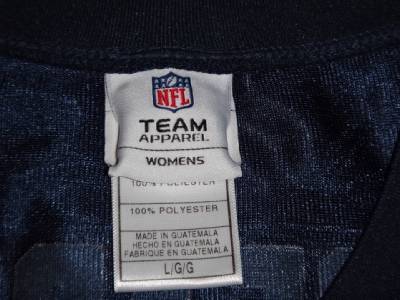 NFL
TEAM
APPAREL
WOMENS
100% POLYESTER
100% POLYESTER
MADE IN GUATEMALA
HECHO EN GUATEMALA
FABRIQUE EN GUATEMALA
L/G/G